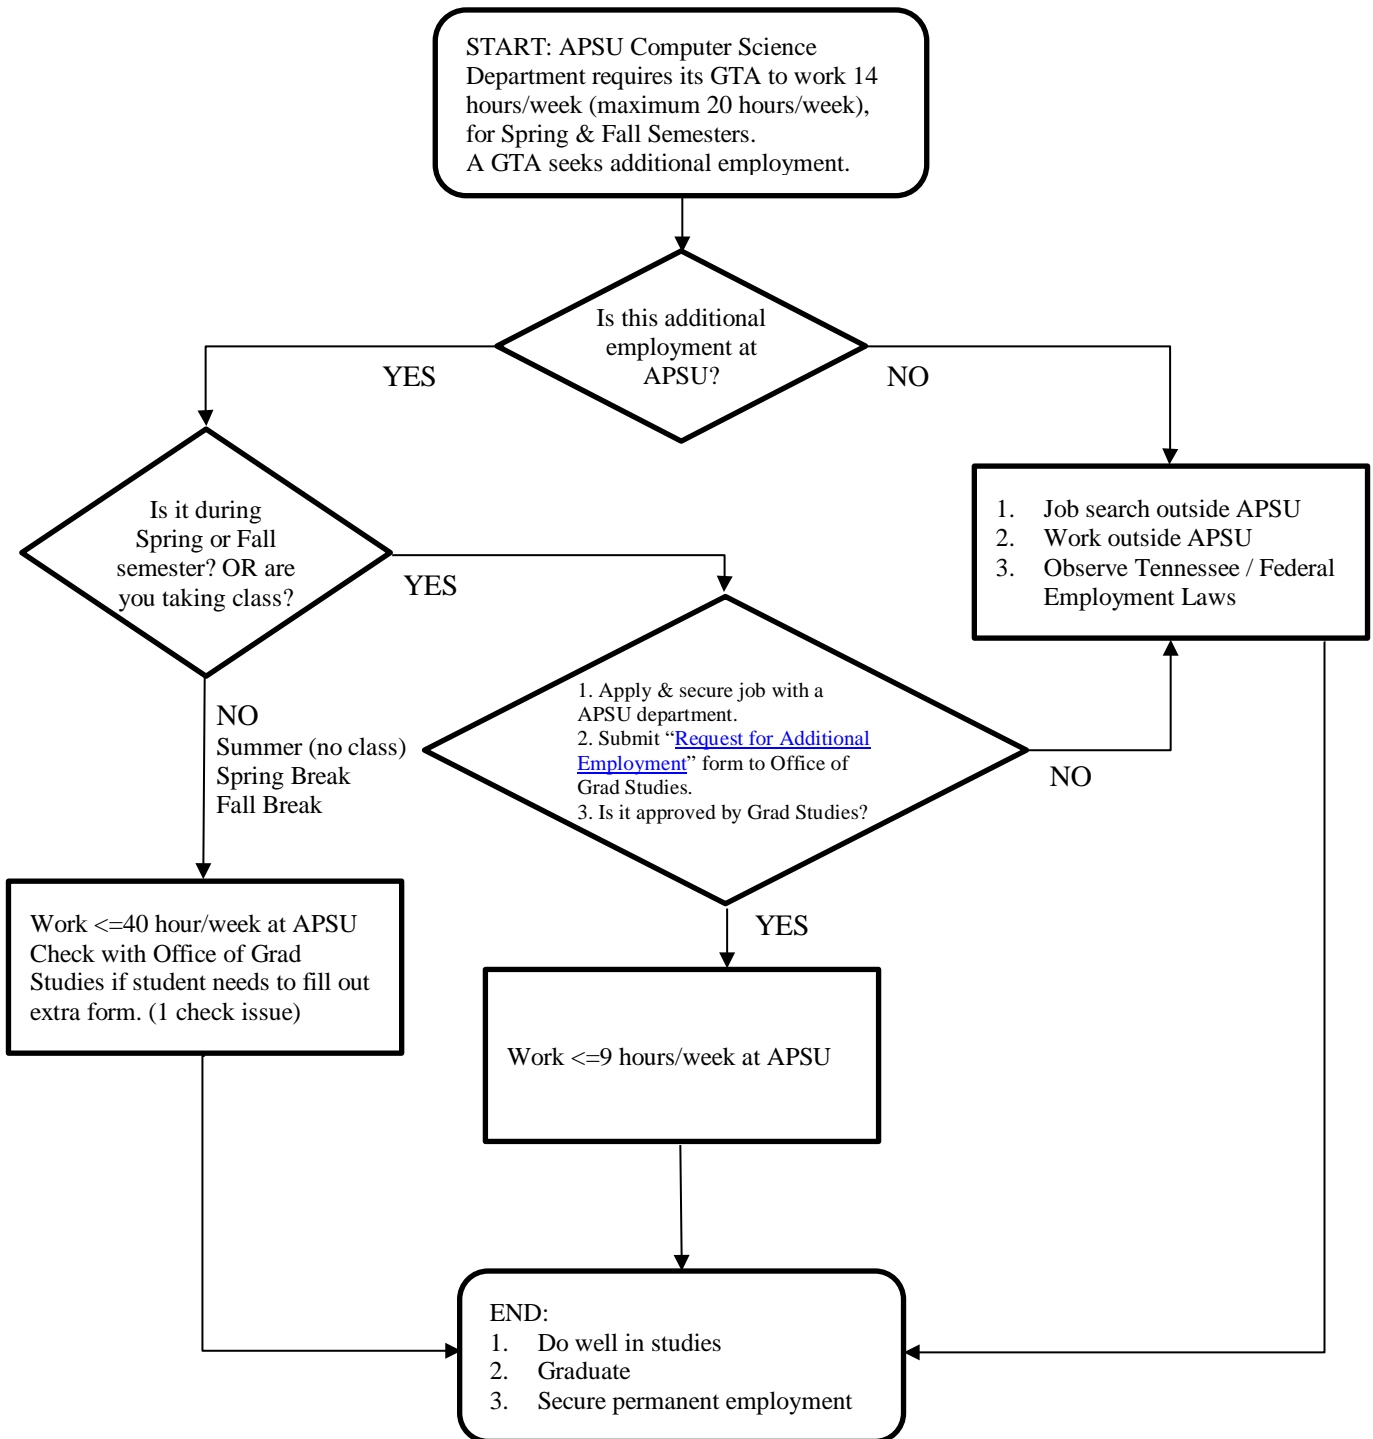 START: APSU Computer Science
Department requires its GTA to work 14
hours/week (maximum 20 hours/week),
for Spring & Fall Semesters.
A GTA seeks additional employment.
Is this additional
employment at
APSU?
YES
NO
Is it during
Spring or Fall
semester? OR are
you taking class?
YES
1. Job search outside APSU
2. Work outside APSU
3. Observe Tennessee / Federal
Employment Laws
NO
Summer (no class)
Spring Break
Fall Break
1. Apply & secure job with a
APSU department.
2. Submit “Request for Additional
Employment” form to Office of
Grad Studies.
3. Is it approved by Grad Studies?
NO
YES
Work <=40 hour/week at APSU
Check with Office of Grad
Studies if student needs to fill out
extra form. (1 check issue)
Work <=9 hours/week at APSU
END:
1. Do well in studies
2. Graduate
3. Secure permanent employment